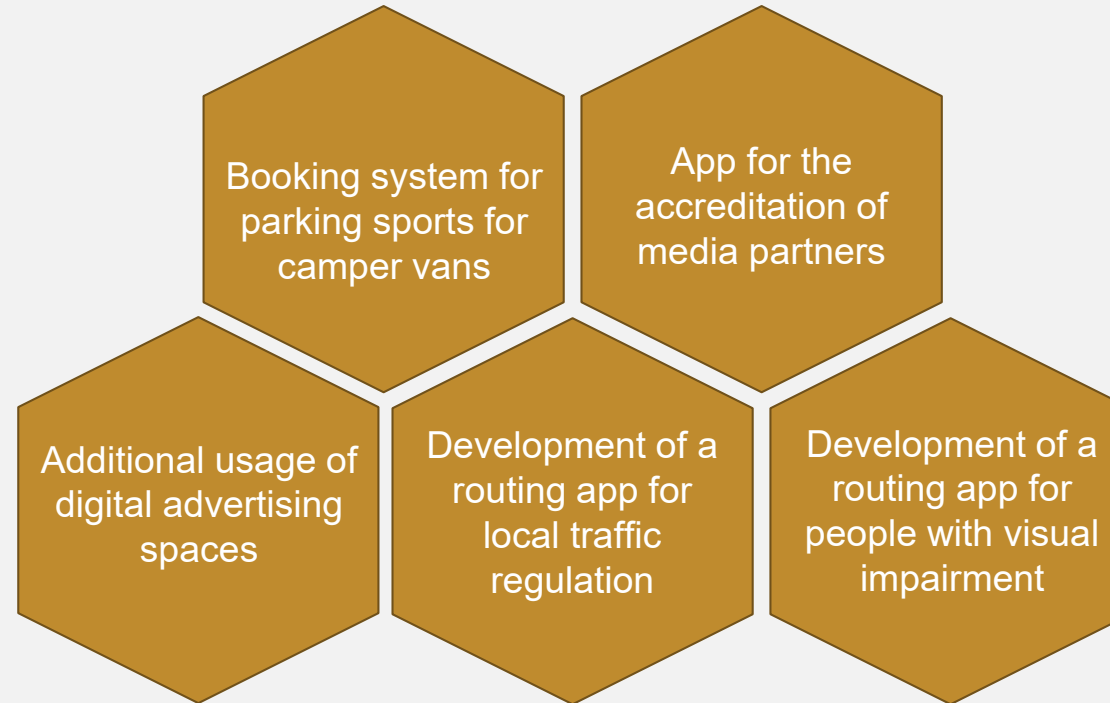 Booking system for
parking sports for
camper vans
App for the
accreditation of
media partners
Additional usage of
digital advertising
spaces
Development of a
routing app for
local traffic
regulation
Development of a
routing app for
people with visual
impairment